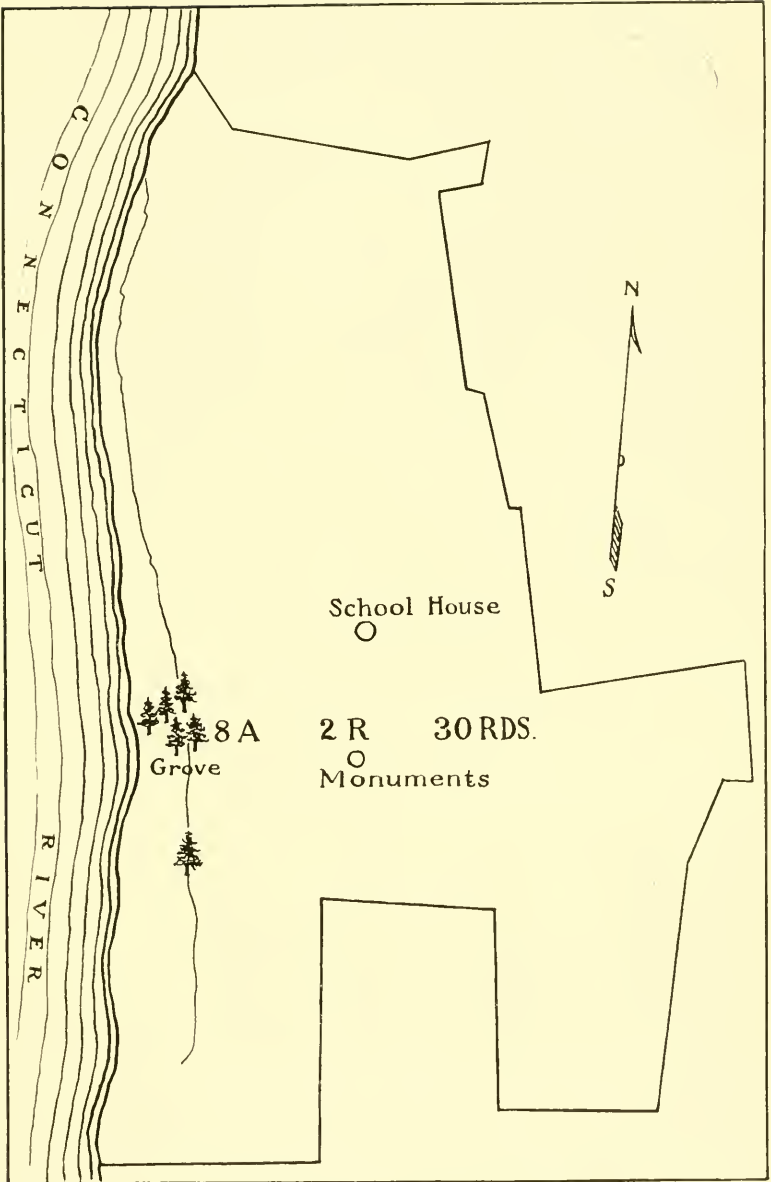 CONNECTICUT RIVER
N
S
School House
8 A 2 R 30 RDS.
Grove
Monuments